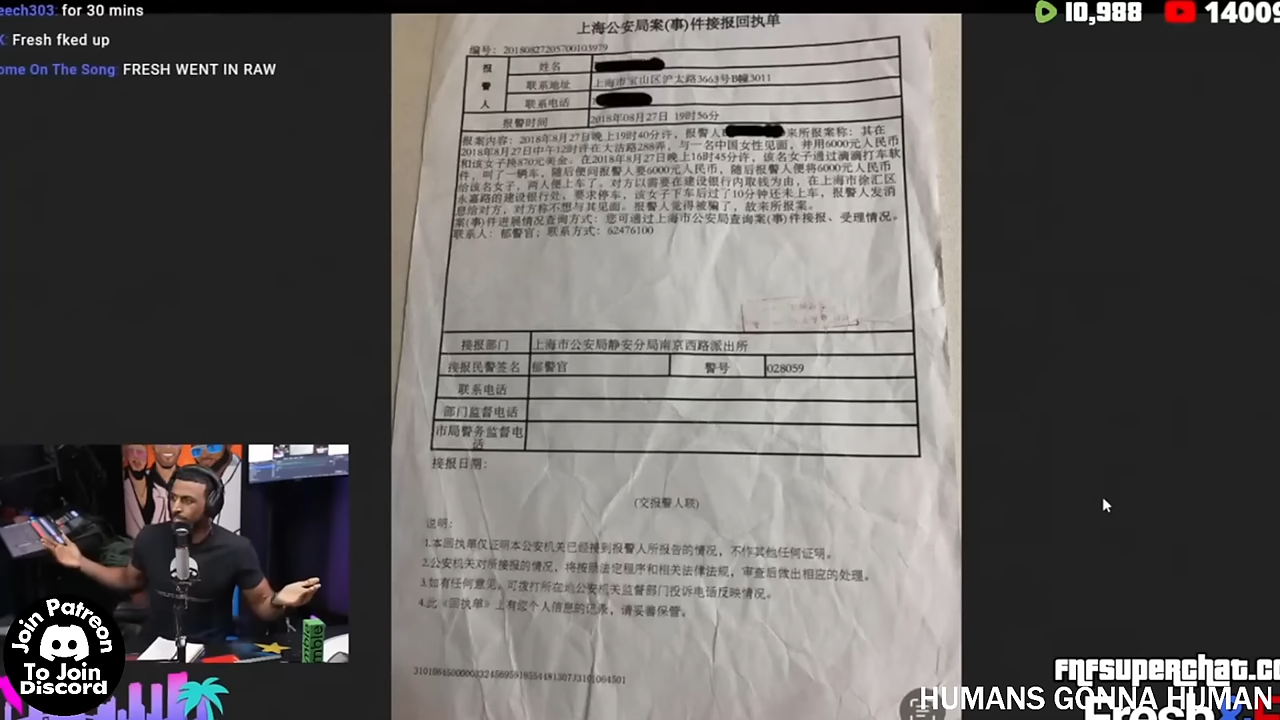 eech303: for 30 mins
K: Fresh fked up
ome On The Song: FRESH WENT IN RAW
10,988
14009
上海公安局案(事)件接报回执单
编号: 20180827205700103979
报警人
姓名
联系地址 上海市宝山区沪太路3663号B幢3011
联系电话
报警时间 2018年08月27日 19时56分
报案内容: 2018年8月27日晚上19时40分许, 报警人 来所报案称: 其在
2018年8月27日中午12时许在大沽路288弄, 与一名中国女性见面, 并用6000元人民币
和该女子换870元美金。在2018年8月27日晚上16时45分许, 该名女子通过滴滴打车软
件, 叫了一辆车, 随后便问报警人要6000元人民币, 随后报警人便将6000元人民币
给该名女子, 两人便上车了。对方以需要在建设银行内取钱为由, 在上海市徐汇区
永嘉路的建设银行处, 要求停车, 该女子下车后过了10分钟还未上车, 报警人发消
息给对方, 对方称不想与其见面。报警人觉得被骗了, 故来所报案。
案(事)件进展情况查询方式: 您可通过上海市公安局查询案(事)件接报、受理情况。
联系人: 郁警官; 联系方式: 62476100
接报部门 上海市公安局静安分局南京西路派出所
接报民警签名 郁警官 警号 028059
联系电话
部门监督电话
市局警务监督电
话
接报日期:
(交报警人联)
说明:
1.本回执单仅证明本公安机关已经接到报警人所报告的情况, 不作其他任何证明。
2.公安机关对所接报的情况, 将按照法定程序和相关法律法规, 审查后做出相应的处理。
3.如有任何意见, 可拨打所在地公安机关监督部门投诉电话反映情况。
4.此《回执单》上有您个人信息的记录, 请妥善保管。
Join Patreon
To Join
Discord
FNFSUPERCHAT.CO
HUMANS GONNA HUMAN